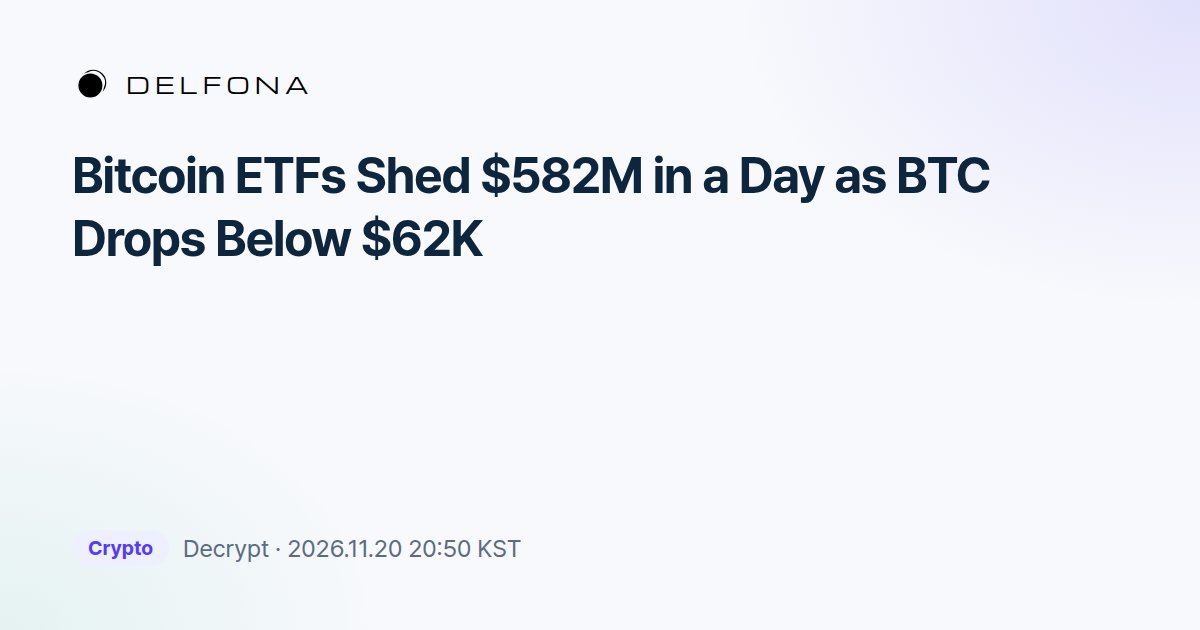 DELFONA
Bitcoin ETFs Shed $582M in a Day as BTC
Drops Below $62K
Crypto Decrypt · 2026.11.20 20:50 KST